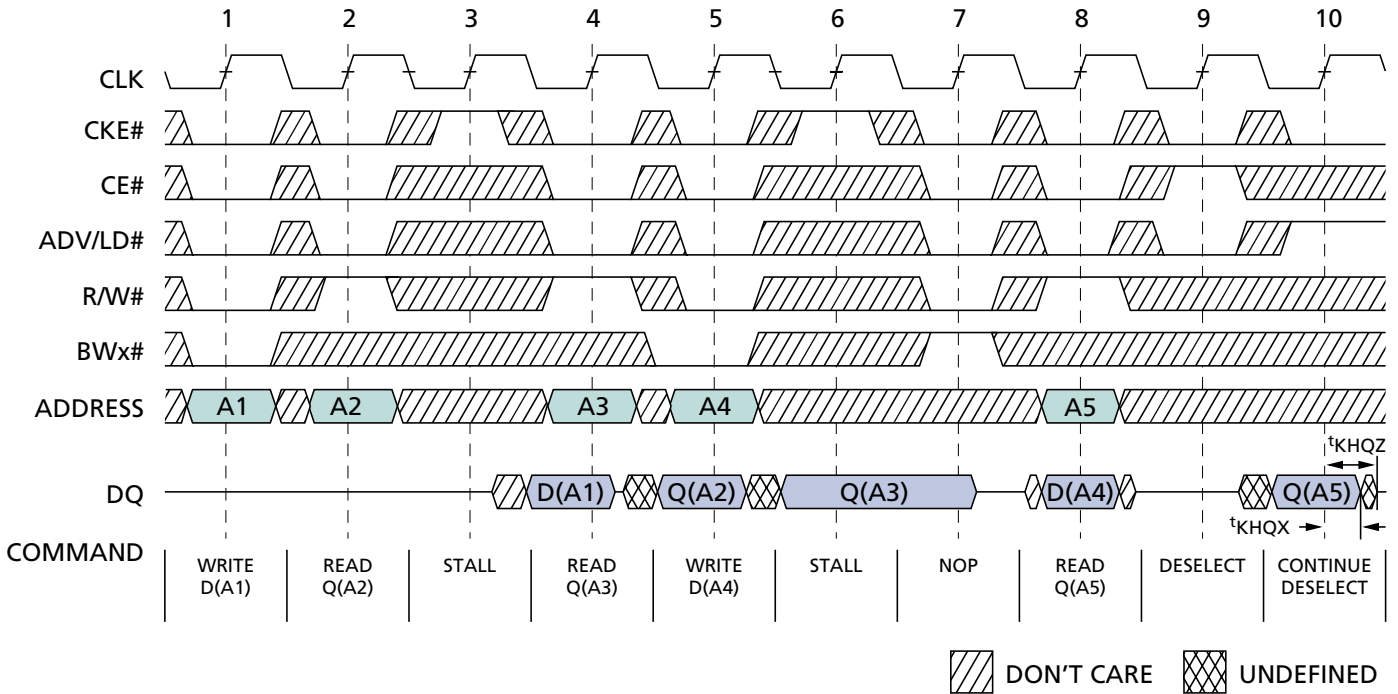 1 2 3 4 5 6 7 8 9 10
CLK
CKE#
CE#
ADV/LD#
R/W#
BWx#
ADDRESS A1 A2 A3 A4 A5
tKHQZ
DQ D(A1) Q(A2) Q(A3) D(A4) Q(A5)
tKHQX
COMMAND
WRITE READ STALL READ WRITE STALL NOP READ DESELECT CONTINUE
D(A1) Q(A2) Q(A3) D(A4) Q(A5) DESELECT
DON'T CARE UNDEFINED